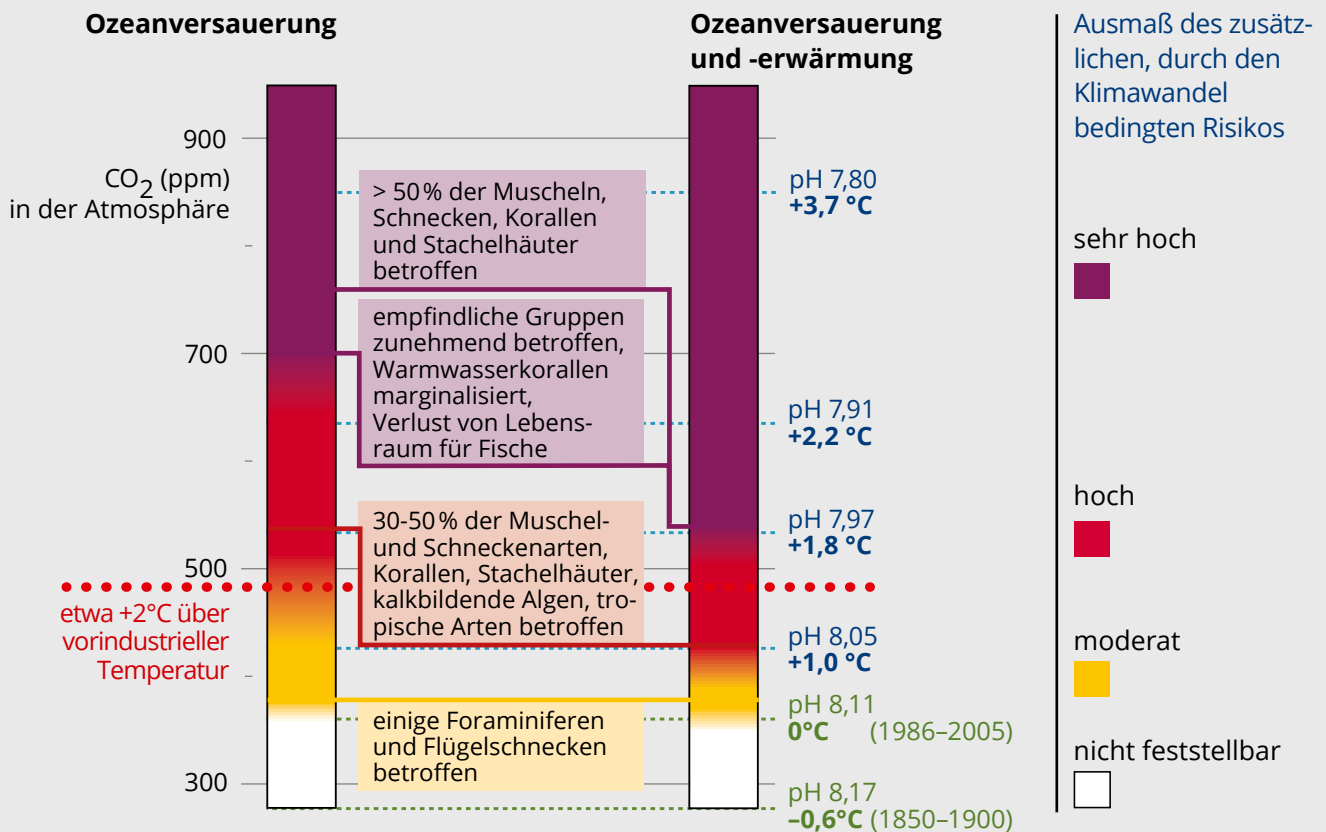 Ozeanversauerung
Ozeanversauerung
und -erwärmung
Ausmaß des zusätz-
lichen, durch den
Klimawandel
bedingten Risikos
900
CO2 (ppm)
in der Atmosphäre
700
500
300
etwa +2°C über
vorindustrieller
Temperatur
> 50% der Muscheln,
Schnecken, Korallen
und Stachelhäuter
betroffen
empfindliche Gruppen
zunehmend betroffen,
Warmwasserkorallen
marginalisiert,
Verlust von Lebens-
raum für Fische
30-50% der Muschel-
und Schneckenarten,
Korallen, Stachelhäuter,
kalkbildende Algen, tro-
pische Arten betroffen
einige Foraminiferen
und Flügelschnecken
betroffen
pH 7,80
+3,7 °C
pH 7,91
+2,2 °C
pH 7,97
+1,8 °C
pH 8,05
+1,0 °C
pH 8,11
0°C (1986–2005)
pH 8,17
–0,6°C (1850–1900)
sehr hoch
hoch
moderat
nicht feststellbar